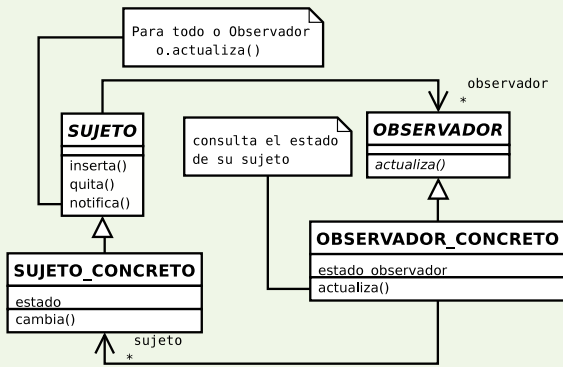 Para todo o Observador
o.actualiza()
observador
*
SUJETO
inserta()
quita()
notifica()
consulta el estado
de su sujeto
OBSERVADOR
actualiza()
SUJETO_CONCRETO
estado
cambia()
OBSERVADOR_CONCRETO
estado_observador
actualiza()
sujeto
*